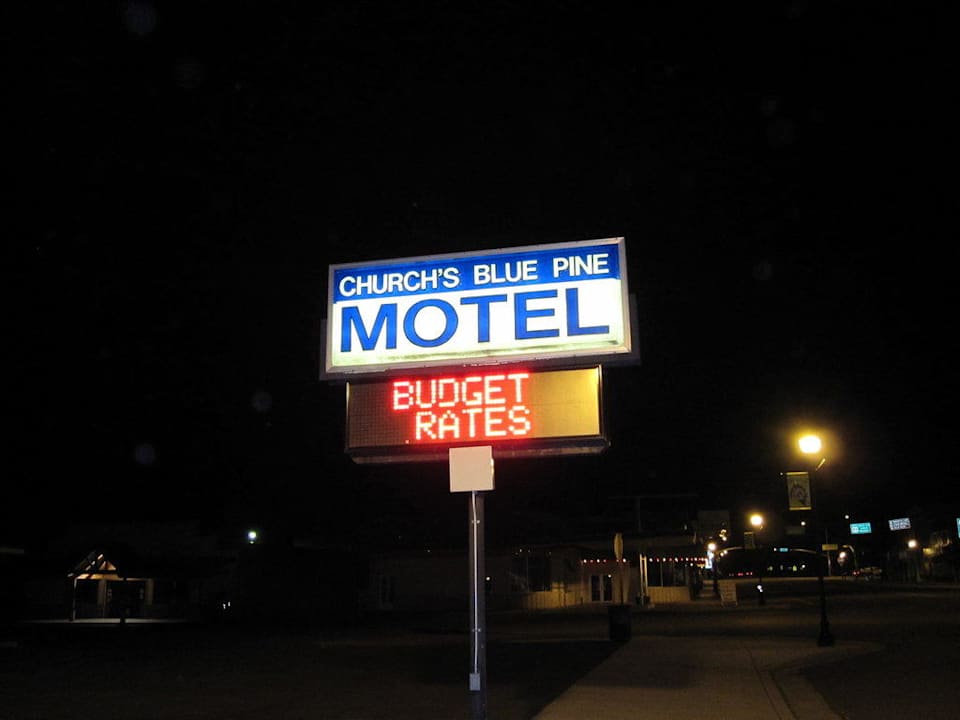 CHURCH'S BLUE PINE
MOTEL
BUDGET
RATES